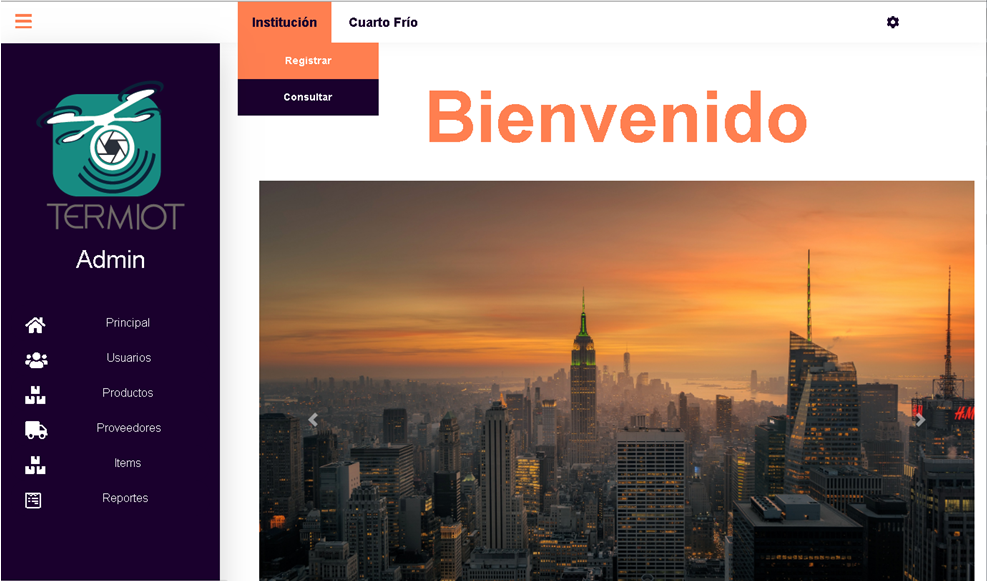 Institución Cuarto Frío
Registrar
Consultar
Bienvenido
TERMIOT
Admin
Principal
Usuarios
Productos
Proveedores
Items
Reportes
H&M